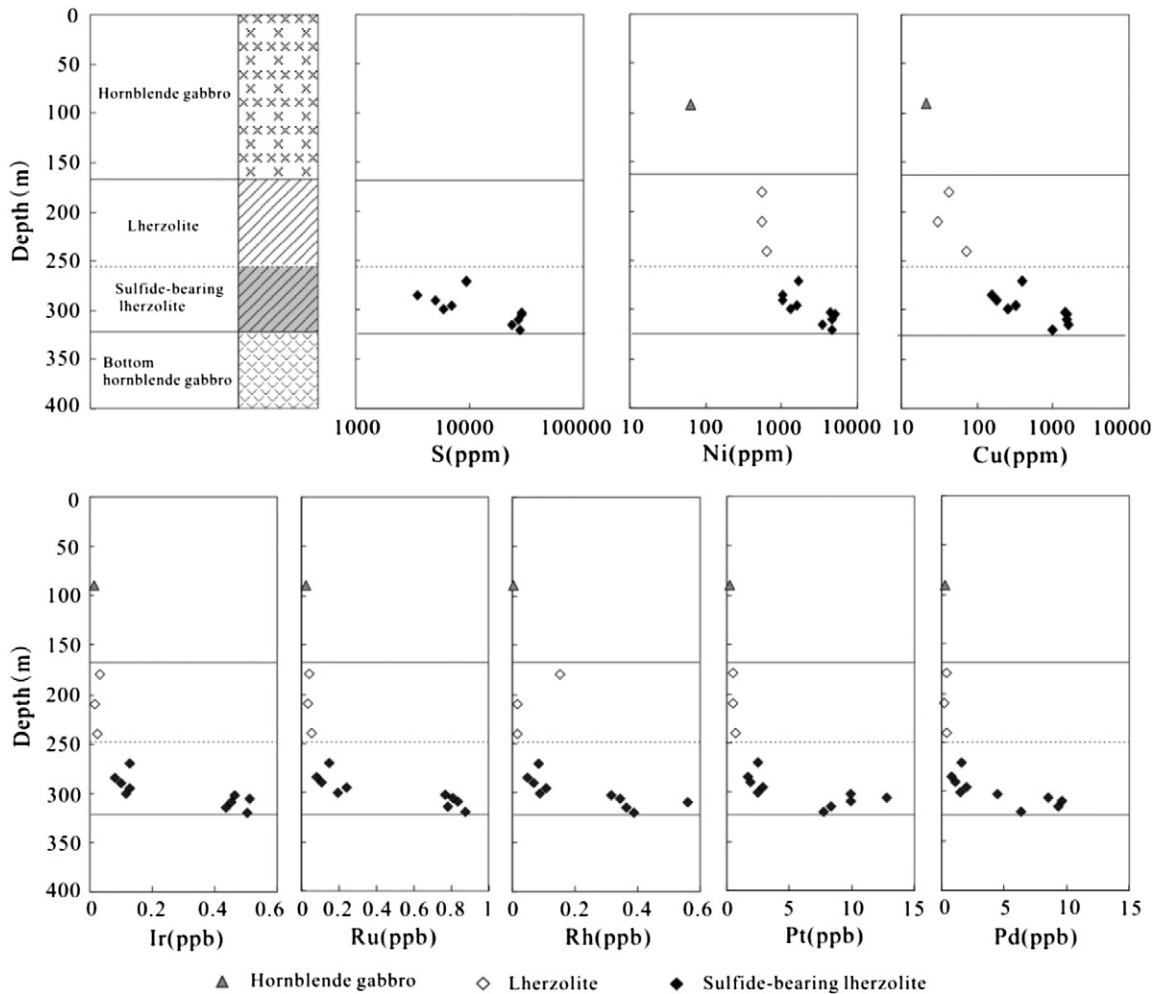 0
50
100
150
200
250
300
350
400
Depth(m)
Hornblende gabbro
Lherzolite
Sulfide-bearing
lherzolite
Bottom
hornblende gabbro
1000 10000 100000
S(ppm)
10 100 1000 10000
Ni(ppm)
10 100 1000 10000
Cu(ppm)
0
50
100
150
200
250
300
350
400
Depth(m)
0 0.2 0.4 0.6
Ir(ppb)
0 0.2 0.4 0.6 0.8 1
Ru(ppb)
0 0.2 0.4 0.6
Rh(ppb)
0 5 10 15
Pt(ppb)
0 5 10 15
Pd(ppb)
Hornblende gabbro Lherzolite Sulfide-bearing lherzolite